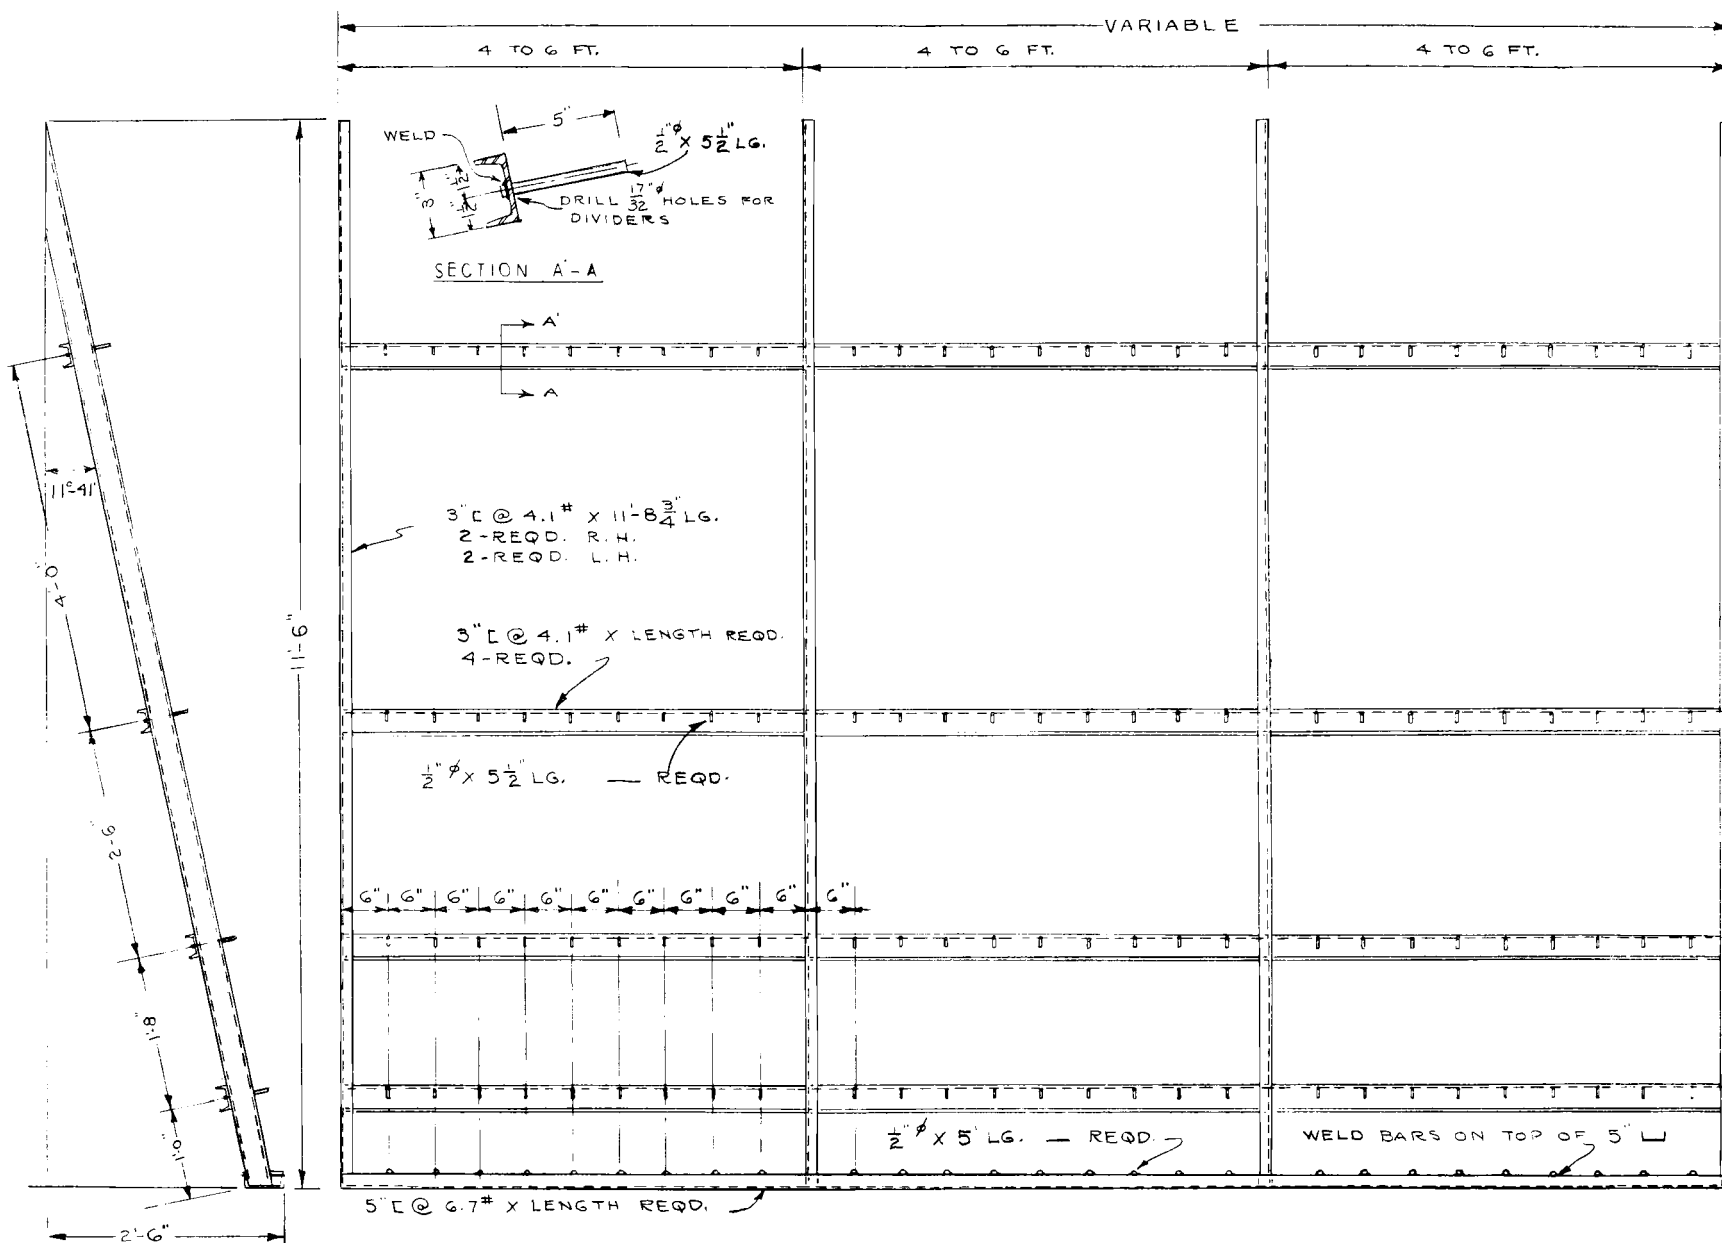 VARIABLE
4 TO 6 FT.
4 TO 6 FT.
4 TO 6 FT.
5"
WELD
1/2"φ X 5 1/2" LG.
3"
1 1/2"
1 1/2"
DRILL 17/32"φ HOLES FOR
DIVIDERS
SECTION A'-A
A'
A
11°-41'
3"[ @ 4.1# X 11'-8 3/4" LG.
2-REQD. R.H.
2-REQD. L.H.
4'-0"
11'-6"
3"[ @ 4.1# X LENGTH REQD.
4-REQD.
1/2"φ X 5 1/2" LG. — REQD.
2'-6"
6" 6" 6" 6" 6" 6" 6" 6" 6" 6" 6"
1'-8"
1'-0"
1/2"φ X 5" LG. — REQD.
WELD BARS ON TOP OF 5" ⊔
5"[ @ 6.7# X LENGTH REQD.
2'-6"